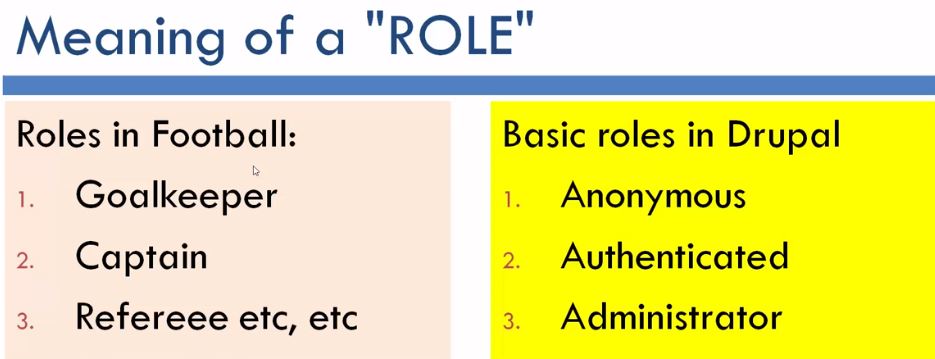 Meaning of a "ROLE"
Roles in Football:
1. Goalkeeper
2. Captain
3. Refereee etc, etc
Basic roles in Drupal
1. Anonymous
2. Authenticated
3. Administrator